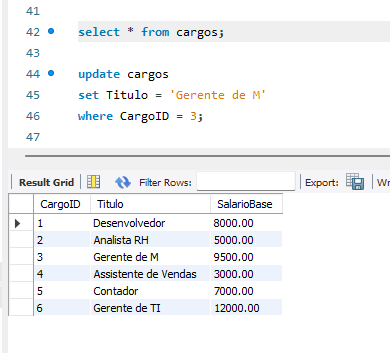 41
42 select * from cargos;
43
44 update cargos
45 set Titulo = 'Gerente de M'
46 where CargoID = 3;
47
Result Grid Filter Rows: Export: Wr
CargoID Titulo SalarioBase
1 Desenvolvedor 8000.00
2 Analista RH 5000.00
3 Gerente de M 9500.00
4 Assistente de Vendas 3000.00
5 Contador 7000.00
6 Gerente de TI 12000.00